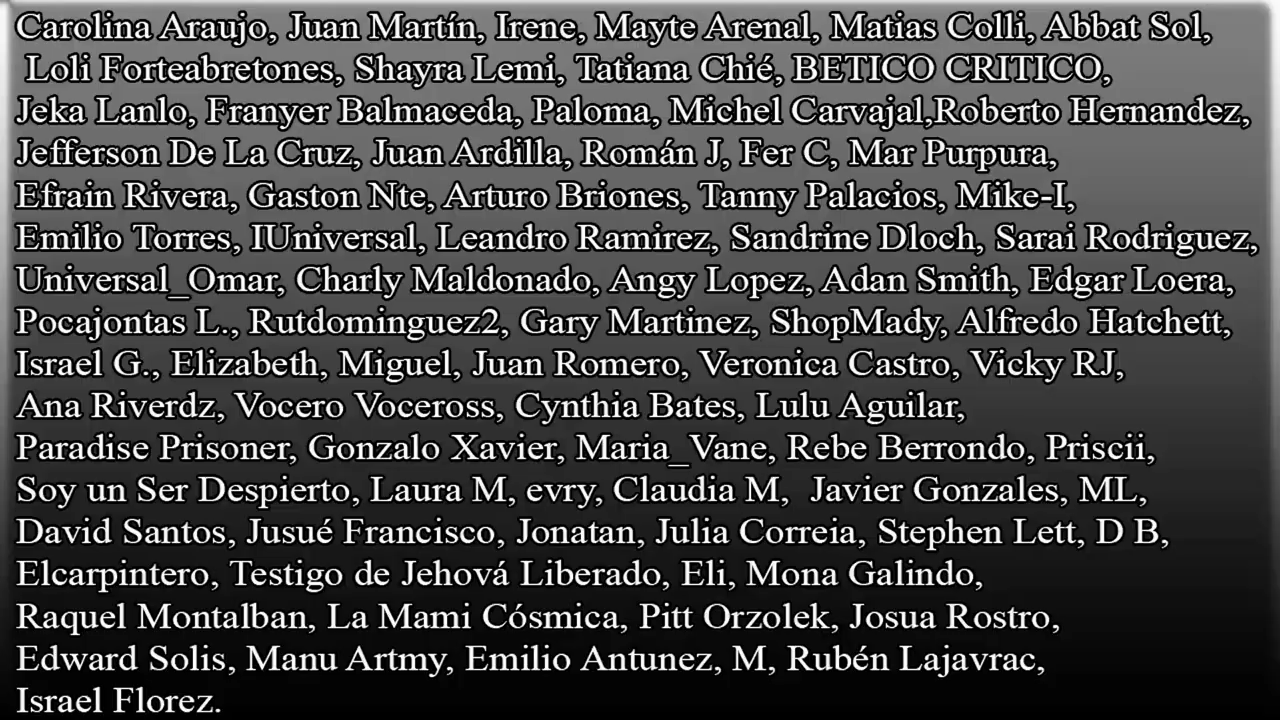 Carolina Araujo, Juan Martín, Irene, Mayte Arenal, Matias Colli, Abbat Sol,
Loli Forteabretones, Shayra Lemi, Tatiana Chié, BETICO CRITICO,
Jeka Lanlo, Franyer Balmaceda, Paloma, Michel Carvajal,Roberto Hernandez,
Jefferson De La Cruz, Juan Ardilla, Román J, Fer C, Mar Purpura,
Efrain Rivera, Gaston Nte, Arturo Briones, Tanny Palacios, Mike-I,
Emilio Torres, IUniversal, Leandro Ramirez, Sandrine Dloch, Sarai Rodriguez,
Universal_Omar, Charly Maldonado, Angy Lopez, Adan Smith, Edgar Loera,
Pocajontas L., Rutdominguez2, Gary Martinez, ShopMady, Alfredo Hatchett,
Israel G., Elizabeth, Miguel, Juan Romero, Veronica Castro, Vicky RJ,
Ana Riverdz, Vocero Voceross, Cynthia Bates, Lulu Aguilar,
Paradise Prisoner, Gonzalo Xavier, Maria_Vane, Rebe Berrondo, Priscii,
Soy un Ser Despierto, Laura M, evry, Claudia M,  Javier Gonzales, ML,
David Santos, Jusué Francisco, Jonatan, Julia Correia, Stephen Lett, D B,
Elcarpintero, Testigo de Jehová Liberado, Eli, Mona Galindo,
Raquel Montalban, La Mami Cósmica, Pitt Orzolek, Josua Rostro,
Edward Solis, Manu Artmy, Emilio Antunez, M, Rubén Lajavrac,
Israel Florez.